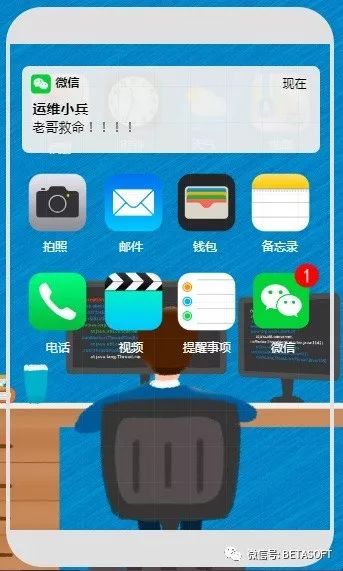 微信
现在
运维小兵
老哥救命！！！！
拍照
邮件
钱包
备忘录
1
电话
视频
提醒事项
微信
微信号: BETASOFT